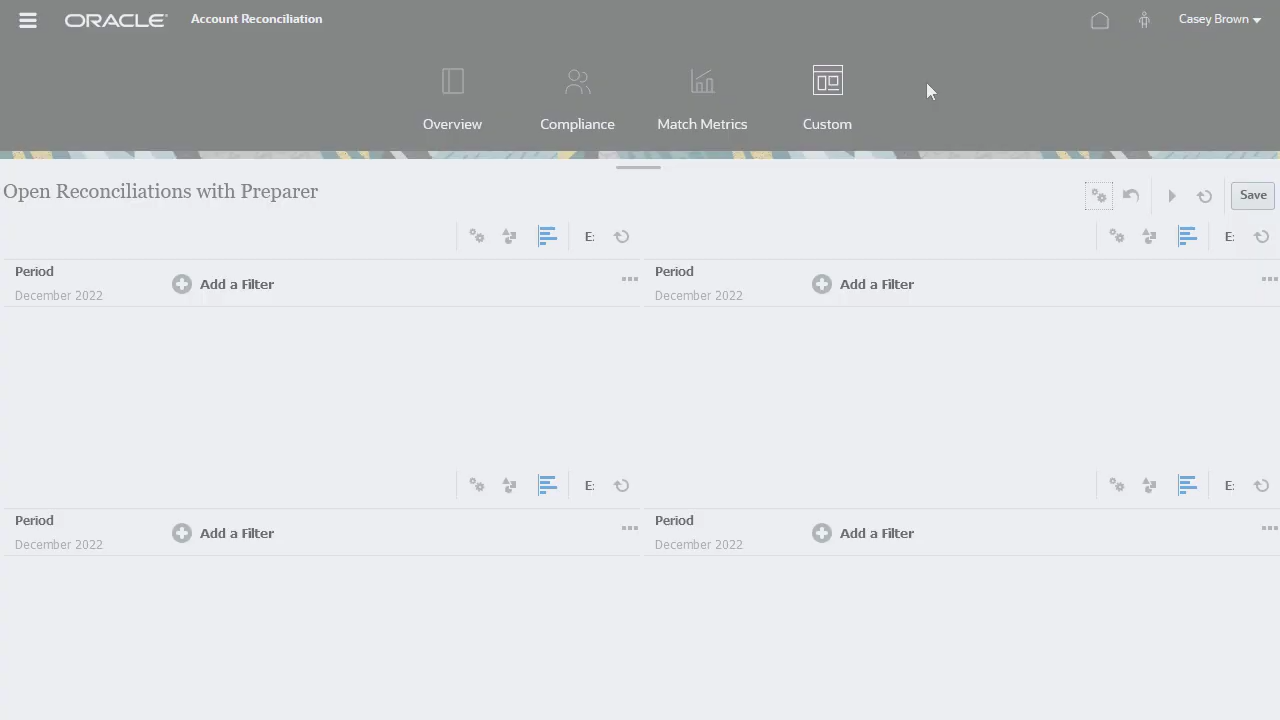 ORACLE Account Reconciliation Casey Brown
Overview Compliance Match Metrics Custom
Open Reconciliations with Preparer Save
E: E:
Period Add a Filter Period Add a Filter
December 2022 December 2022
E: E:
Period Add a Filter Period Add a Filter
December 2022 December 2022